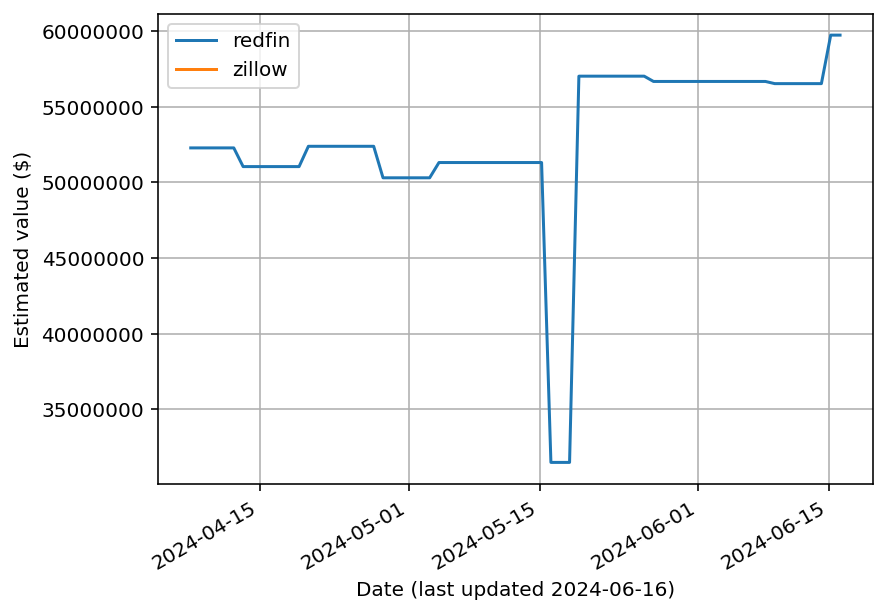 redfin
zillow
60000000
55000000
50000000
45000000
40000000
35000000
Estimated value ($)
2024-04-15
2024-05-01
2024-05-15
2024-06-01
2024-06-15
Date (last updated 2024-06-16)